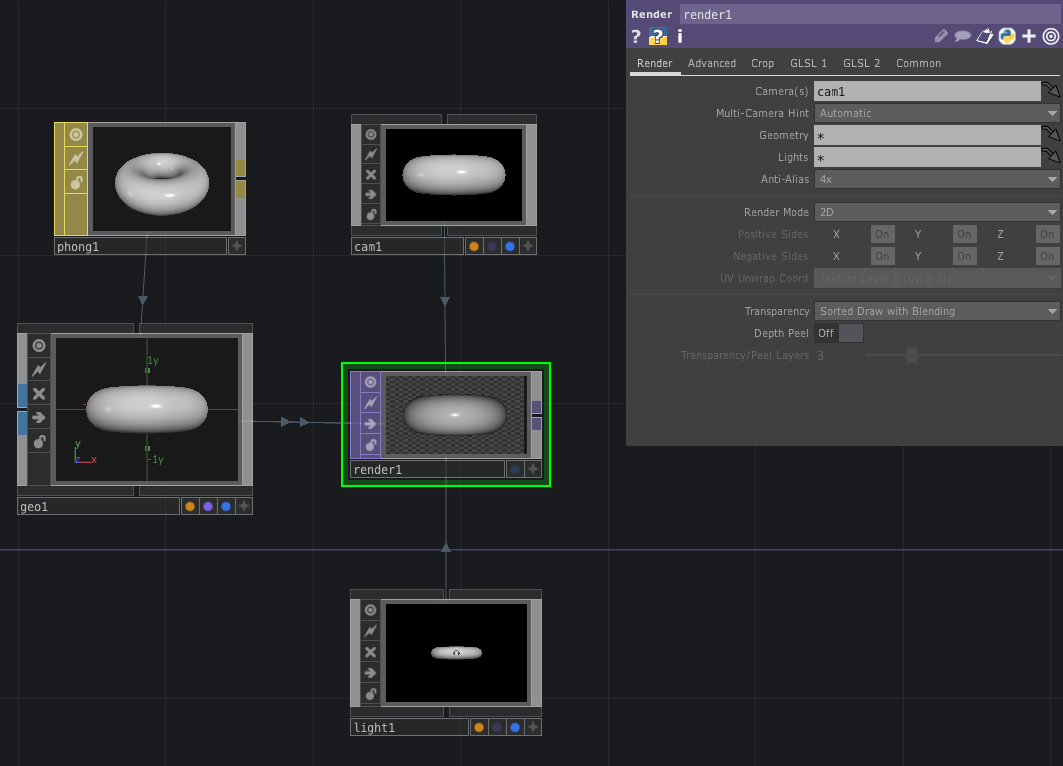 Render render1
? ? i
Render Advanced Crop GLSL 1 GLSL 2 Common
Camera(s) cam1
Multi-Camera Hint Automatic
Geometry *
Lights *
Anti-Alias 4x
Render Mode 2D
Positive Sides X On Y On Z On
Negative Sides X On Y On Z On
UV Unwrap Coord Texture Layer 0 (uv[0-2])
Transparency Sorted Draw with Blending
Depth Peel Off
Transparency/Peel Layers 3
phong1
cam1
1y
y
z x
-1y
geo1
render1
light1